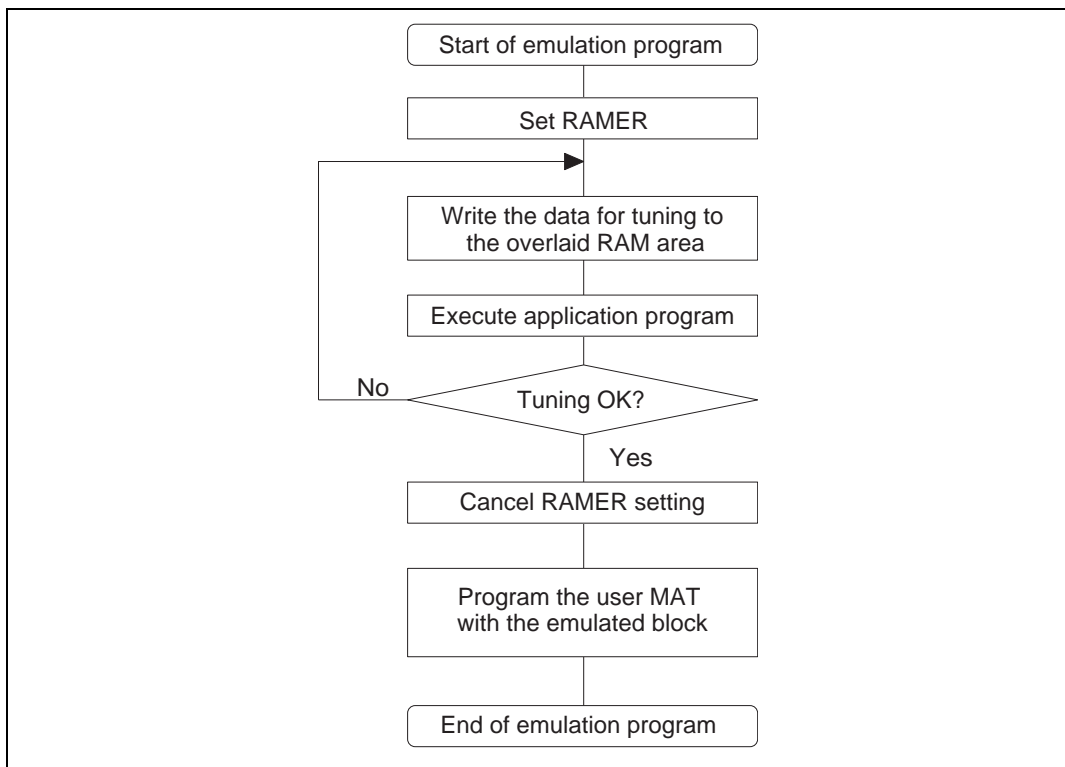 Start of emulation program
Set RAMER
Write the data for tuning to
the overlaid RAM area
Execute application program
No
Tuning OK?
Yes
Cancel RAMER setting
Program the user MAT
with the emulated block
End of emulation program